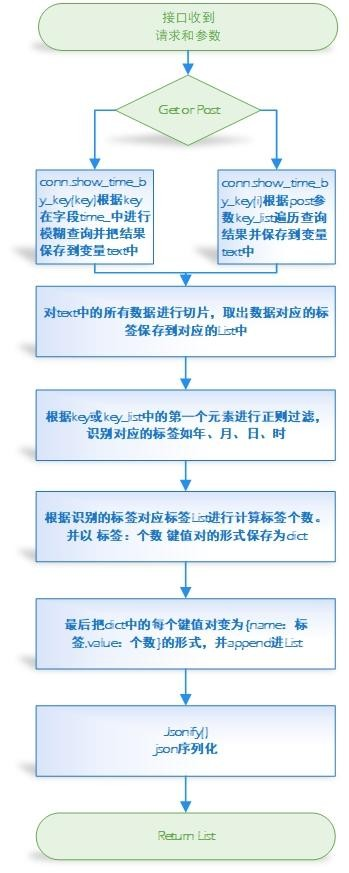 接口收到
请求和参数
Get or Post
conn.show_time_b
y_key(key)根据key
在字段time_中进行
模糊查询并把结果
保存到变量text中
conn.show_time_b
y_key(i)根据post参
数key_list遍历查询
结果并保存到变量
text中
对text中的所有数据进行切片，取出数据对应的标
签保存到对应的List中
根据key或key_list中的第一个元素进行正则过滤，
识别对应的标签如年、月、日、时
根据识别的标签对应标签List进行计算标签个数。
并以 标签：个数 键值对的形式保存为dict
最后把dict中的每个键值对变为{name：标
签,value：个数}的形式，并append进List
Jsonify()
json序列化
Return List